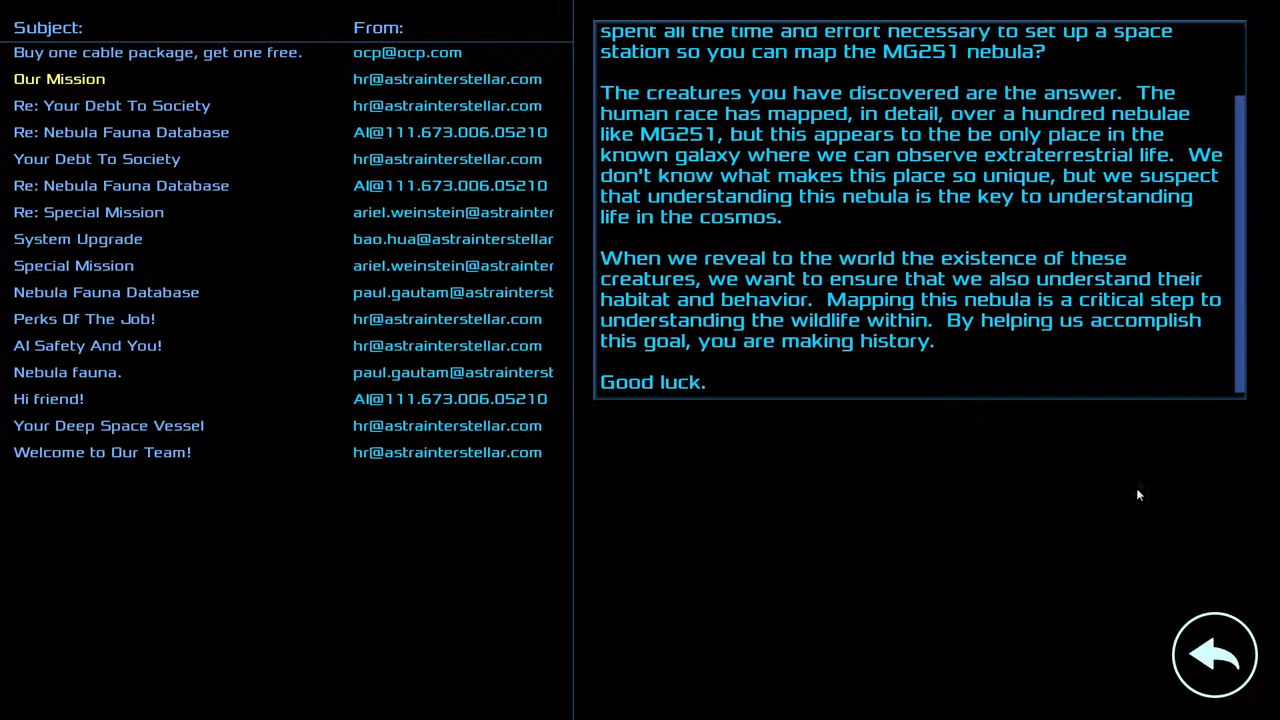 Subject: From:
Buy one cable package, get one free. ocp@ocp.com
Our Mission hr@astrainterstellar.com
Re: Your Debt To Society hr@astrainterstellar.com
Re: Nebula Fauna Database AI@111.673.006.05210
Your Debt To Society hr@astrainterstellar.com
Re: Nebula Fauna Database AI@111.673.006.05210
Re: Special Mission ariel.weinstein@astrainter
System Upgrade bao.hua@astrainterstellar
Special Mission ariel.weinstein@astrainter
Nebula Fauna Database paul.gautam@astrainterst
Perks Of The Job! hr@astrainterstellar.com
AI Safety And You! hr@astrainterstellar.com
Nebula fauna. paul.gautam@astrainterst
Hi friend! AI@111.673.006.05210
Your Deep Space Vessel hr@astrainterstellar.com
Welcome to Our Team! hr@astrainterstellar.com
spent all the time and effort necessary to set up a space
station so you can map the MG251 nebula?
The creatures you have discovered are the answer. The
human race has mapped, in detail, over a hundred nebulae
like MG251, but this appears to the be only place in the
known galaxy where we can observe extraterrestrial life. We
don't know what makes this place so unique, but we suspect
that understanding this nebula is the key to understanding
life in the cosmos.
When we reveal to the world the existence of these
creatures, we want to ensure that we also understand their
habitat and behavior. Mapping this nebula is a critical step to
understanding the wildlife within. By helping us accomplish
this goal, you are making history.
Good luck.